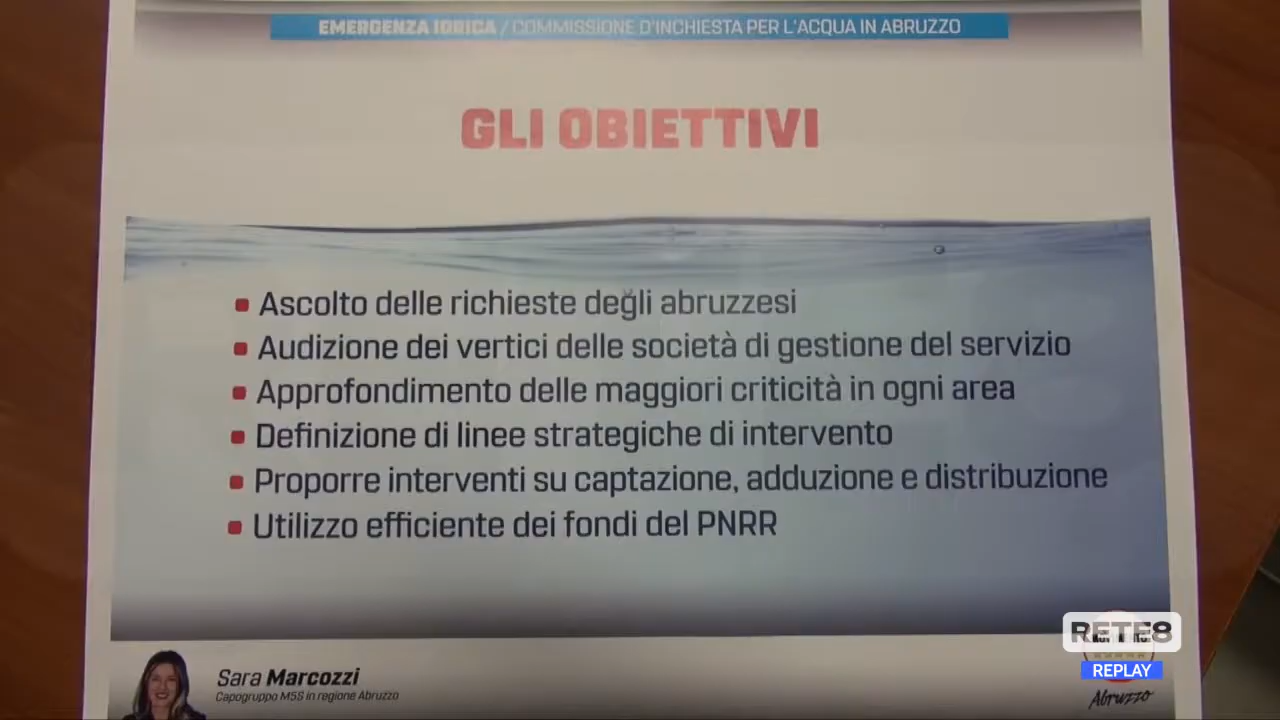 EMERGENZA IDRICA / COMMISSIONE D'INCHIESTA PER L'ACQUA IN ABRUZZO
GLI OBIETTIVI
Ascolto delle richieste degli abruzzesi
Audizione dei vertici delle società di gestione del servizio
Approfondimento delle maggiori criticità in ogni area
Definizione di linee strategiche di intervento
Proporre interventi su captazione, adduzione e distribuzione
Utilizzo efficiente dei fondi del PNRR
Sara Marcozzi
Capogruppo M5S in regione Abruzzo
RETE8
REPLAY
Abruzzo